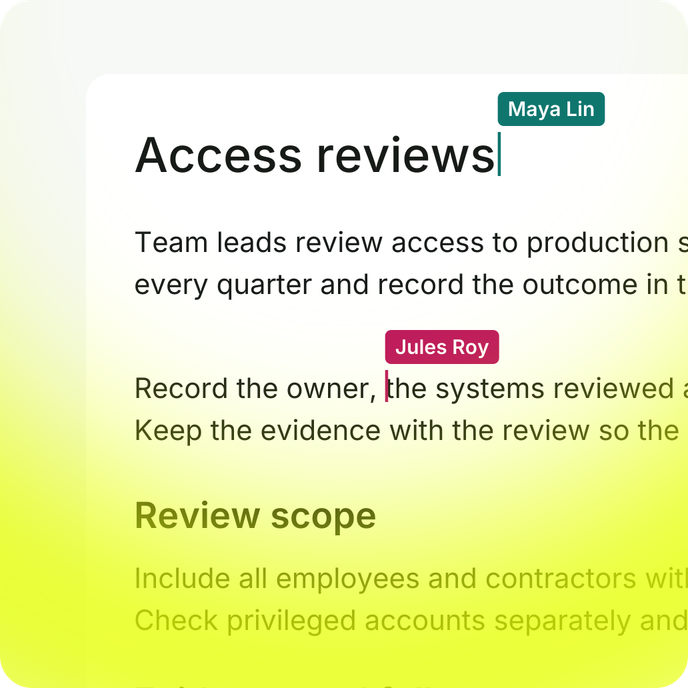 Maya Lin
Access reviews
Team leads review access to production
every quarter and record the outcome in
Jules Roy
Record the owner, the systems reviewed
Keep the evidence with the review so the
Review scope
Include all employees and contractors
Check privileged accounts separately and